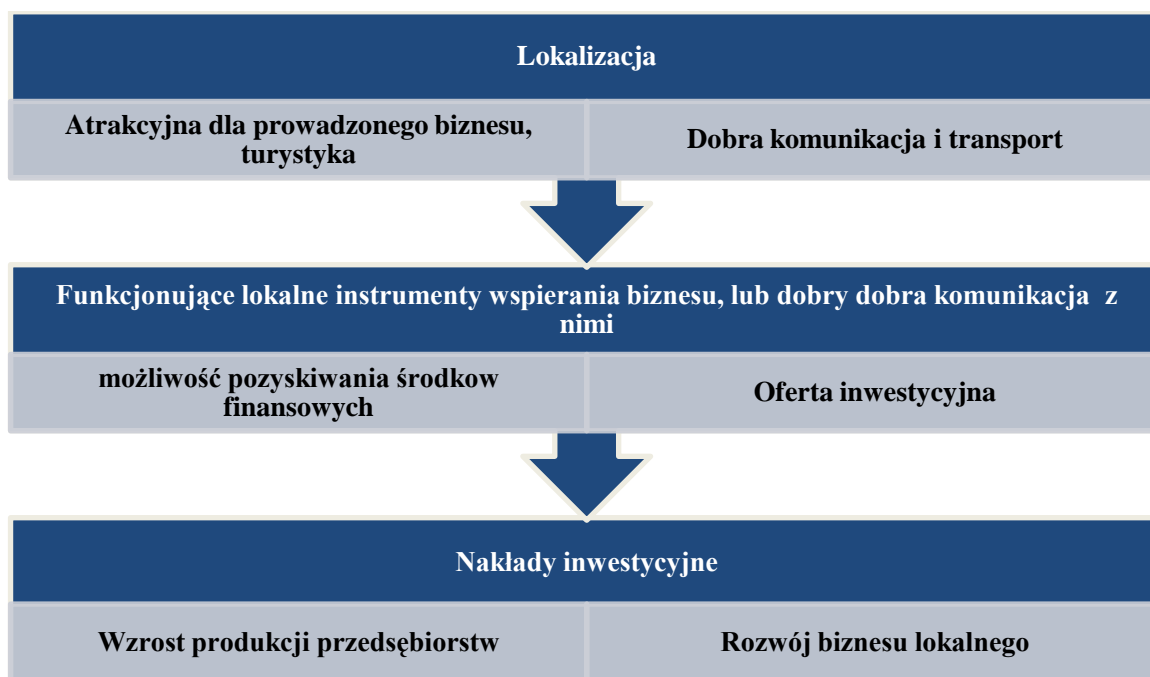 Lokalizacja
Atrakcyjna dla prowadzonego biznesu,
turystyka
Dobra komunikacja i transport
Funkcjonujące lokalne instrumenty wspierania biznesu, lub dobry dobra komunikacja z
nimi
możliwość pozyskiwania środkow
finansowych
Oferta inwestycyjna
Nakłady inwestycyjne
Wzrost produkcji przedsębiorstw
Rozwój biznesu lokalnego